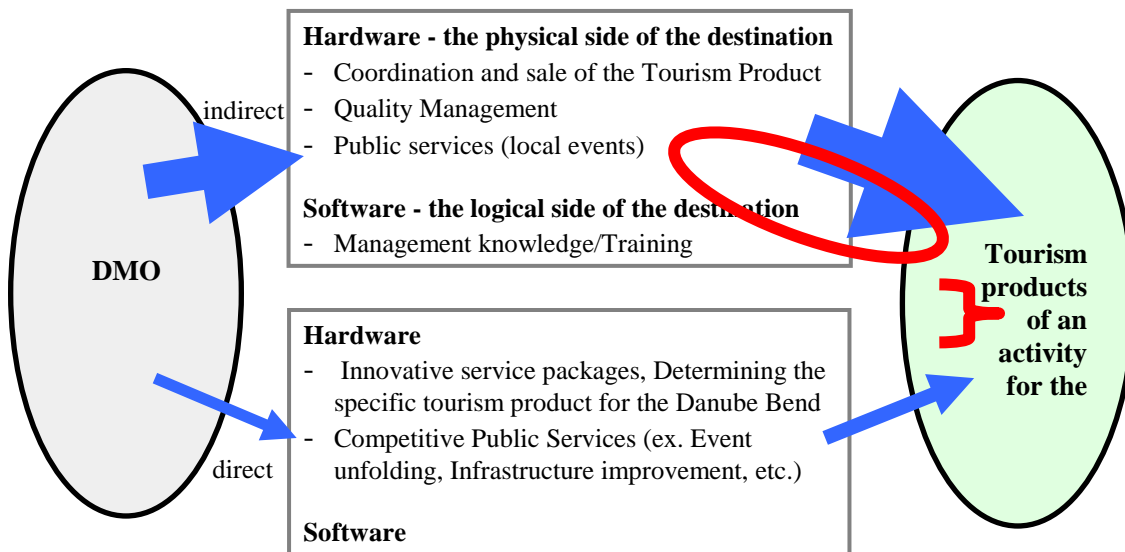 Hardware - the physical side of the destination
- Coordination and sale of the Tourism Product
indirect
- Quality Management
- Public services (local events)
Software - the logical side of the destination
- Management knowledge/Training
DMO
Tourism
products
of an
activity
for the
Hardware
- Innovative service packages, Determining the
specific tourism product for the Danube Bend
- Competitive Public Services (ex. Event
unfolding, Infrastructure improvement, etc.)
direct
Software